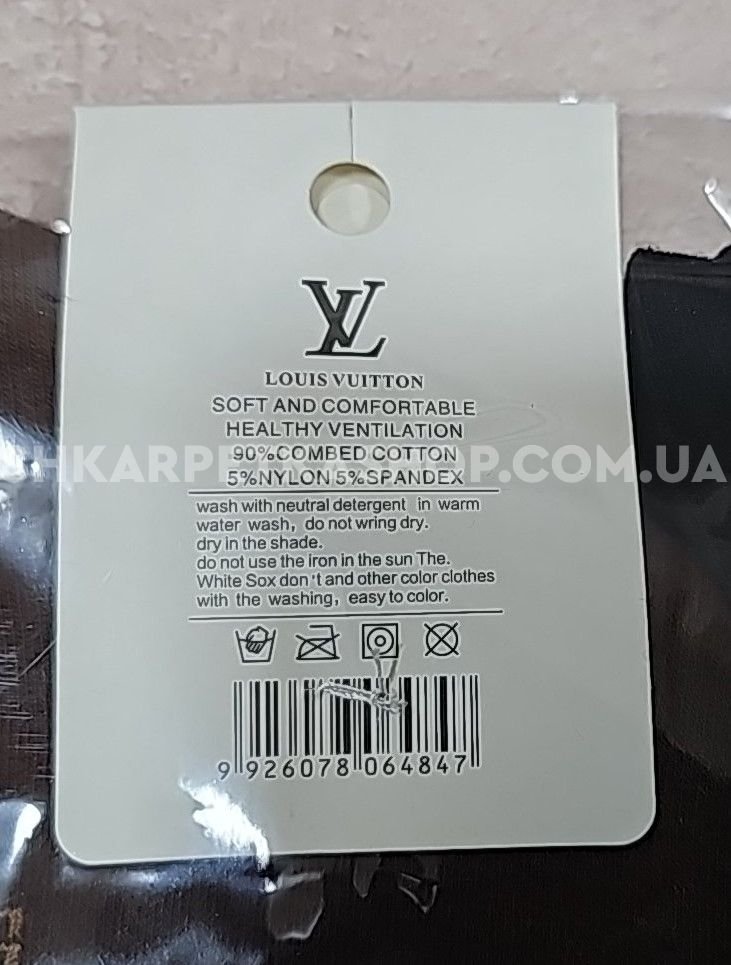 LV
LOUIS VUITTON
SOFT AND COMFORTABLE
HEALTHY VENTILATION
90%COMBED COTTON
5%NYLON 5%SPANDEX
wash with neutral detergent in warm
water wash, do not wring dry.
dry in the shade.
do not use the iron in the sun The.
White Sox don't and other color clothes
with the washing, easy to color.
9 926078 064847